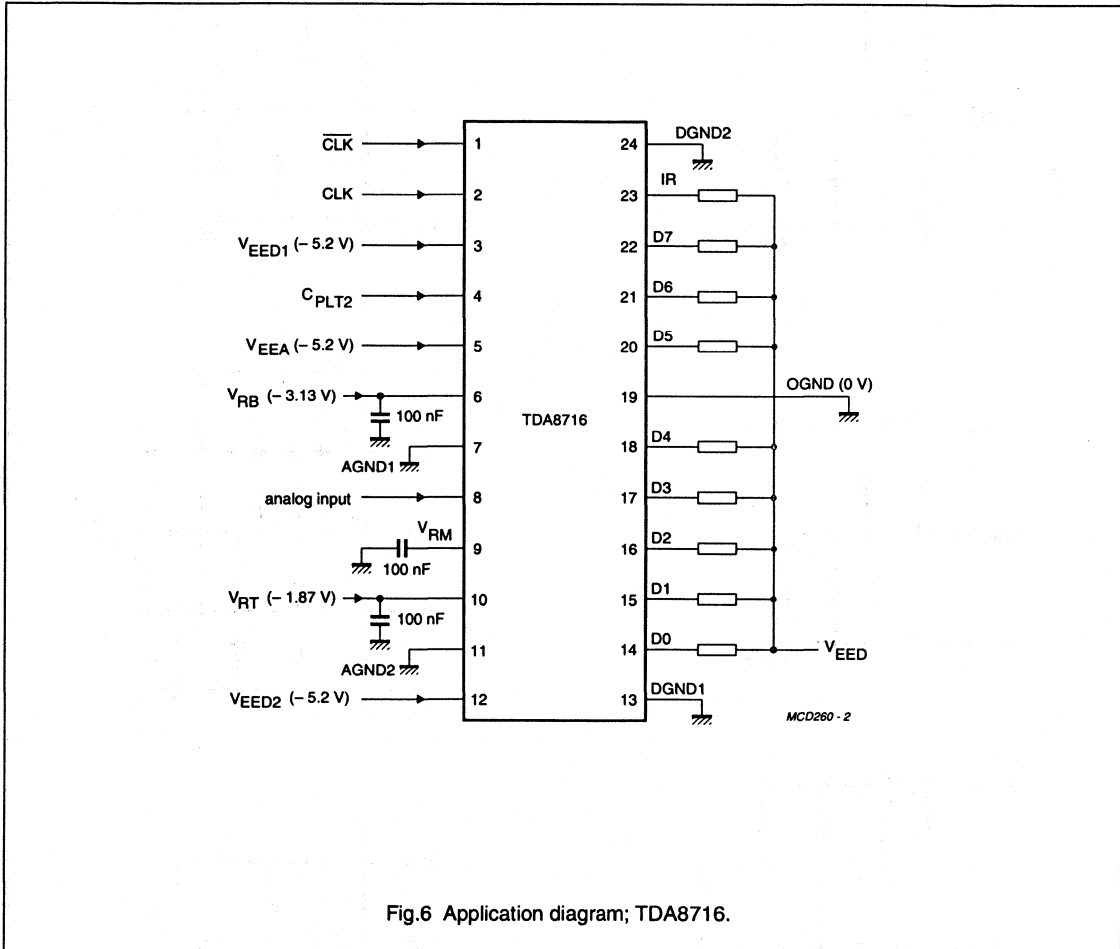 CLK
1
24
DGND2
CLK
2
23
IR
VEED1 (– 5.2 V)
3
22
D7
CPLT2
4
21
D6
VEEA (– 5.2 V)
5
20
D5
VRB (– 3.13 V)
6
100 nF
19
OGND (0 V)
TDA8716
AGND1
7
18
D4
analog input
8
17
D3
VRM
9
100 nF
16
D2
VRT (– 1.87 V)
10
100 nF
15
D1
AGND2
11
14
D0
VEED
VEED2 (– 5.2 V)
12
13
DGND1
MCD260 - 2
Fig.6 Application diagram; TDA8716.